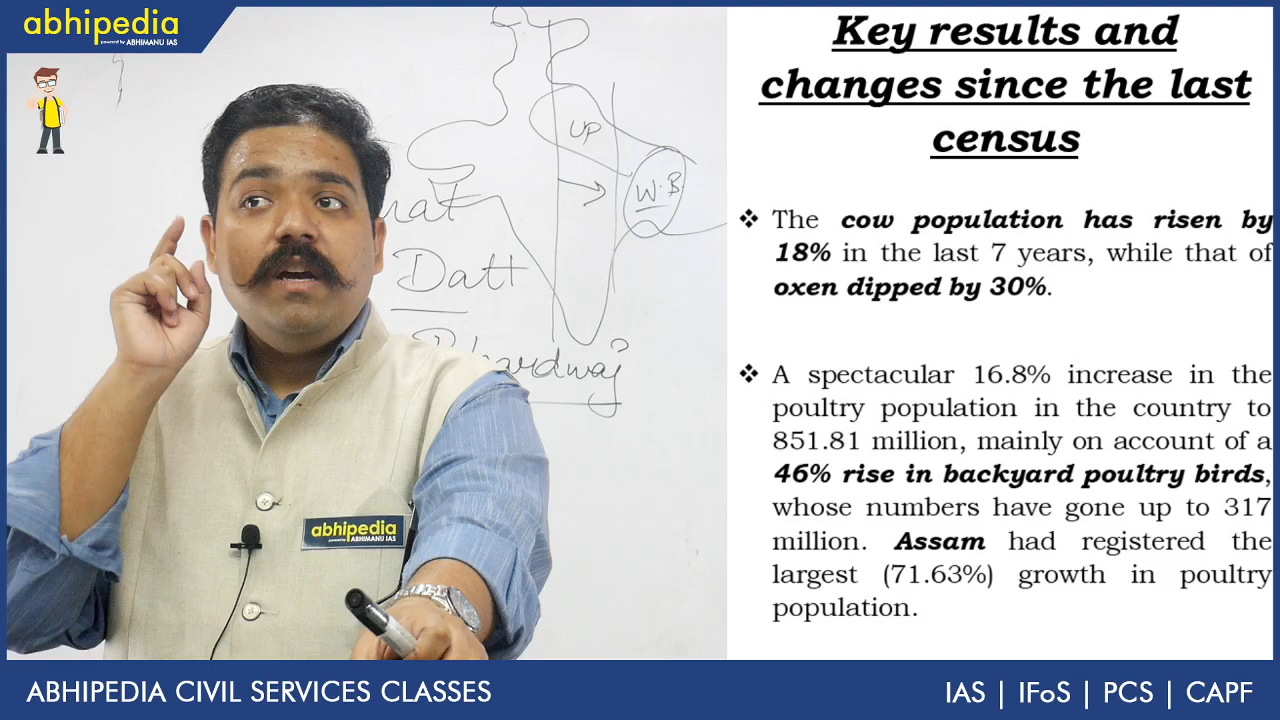 abhipedia
powered by ABHIMANU IAS
UP
W.B
Datt
abhipedia
powered by ABHIMANU IAS
Key results and
changes since the last
census
❖ The cow population has risen by
18% in the last 7 years, while that of
oxen dipped by 30%.
❖ A spectacular 16.8% increase in the
poultry population in the country to
851.81 million, mainly on account of a
46% rise in backyard poultry birds,
whose numbers have gone up to 317
million. Assam had registered the
largest (71.63%) growth in poultry
population.
ABHIPEDIA CIVIL SERVICES CLASSES
IAS | IFoS | PCS | CAPF